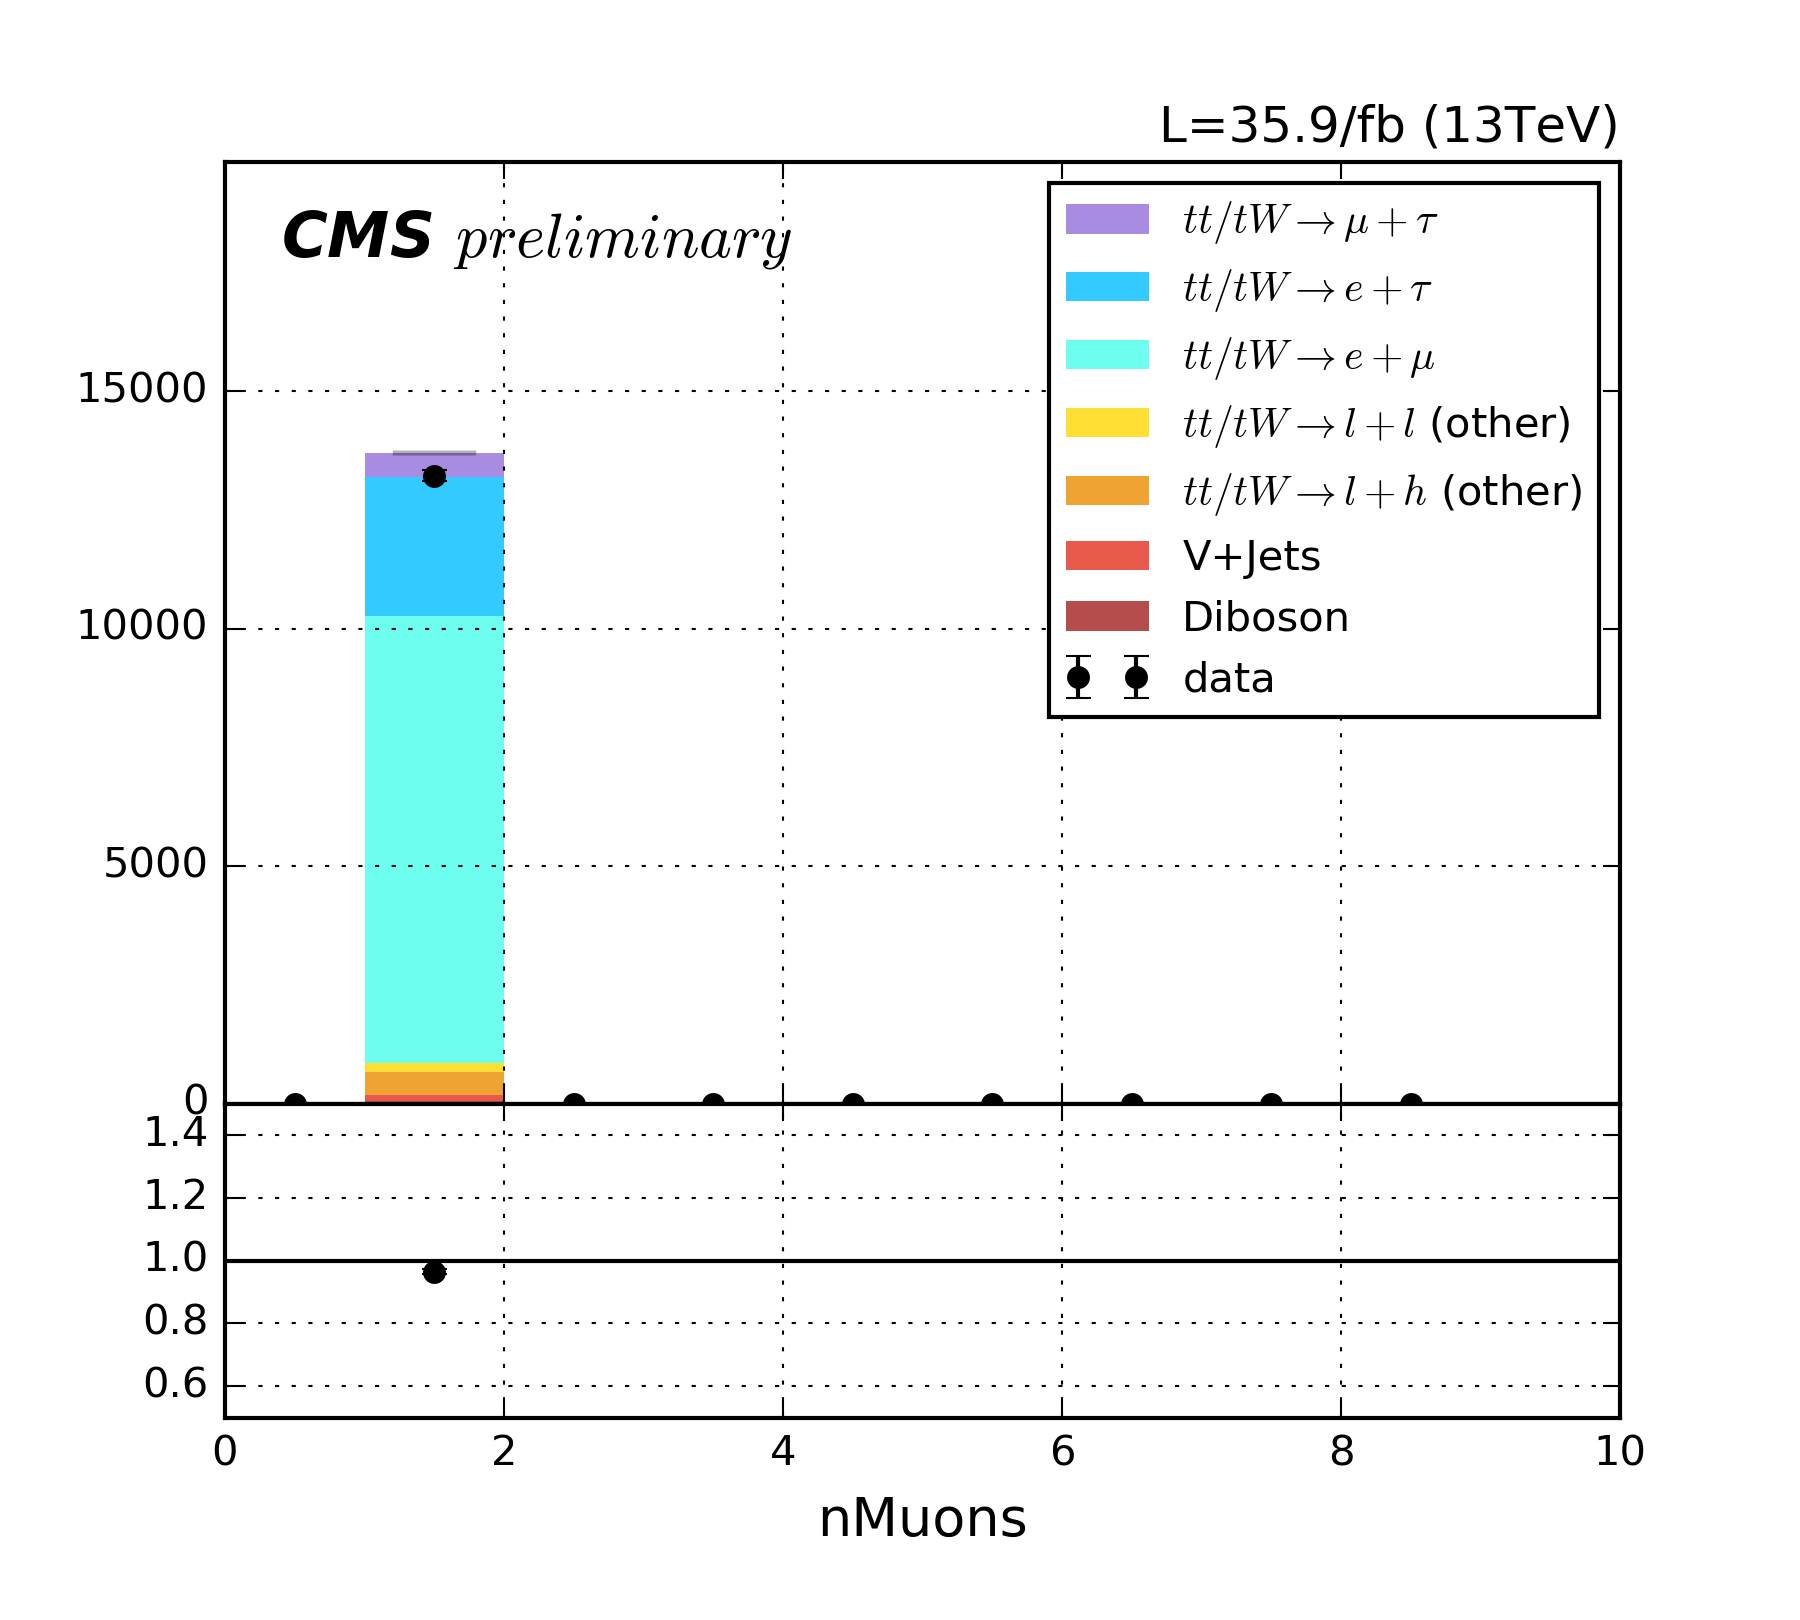 L=35.9/fb (13TeV)
CMS preliminary
tt/tW→μ+τ
tt/tW→e+τ
tt/tW→e+μ
tt/tW→l+l (other)
tt/tW→l+h (other)
V+Jets
Diboson
data
15000
10000
5000
0
1.4
1.2
1.0
0.8
0.6
0 2 4 6 8 10
nMuons